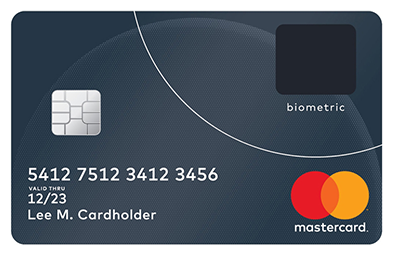 biometric
5412 7512 3412 3456
VALID THRU
12/23
Lee M. Cardholder
mastercard.